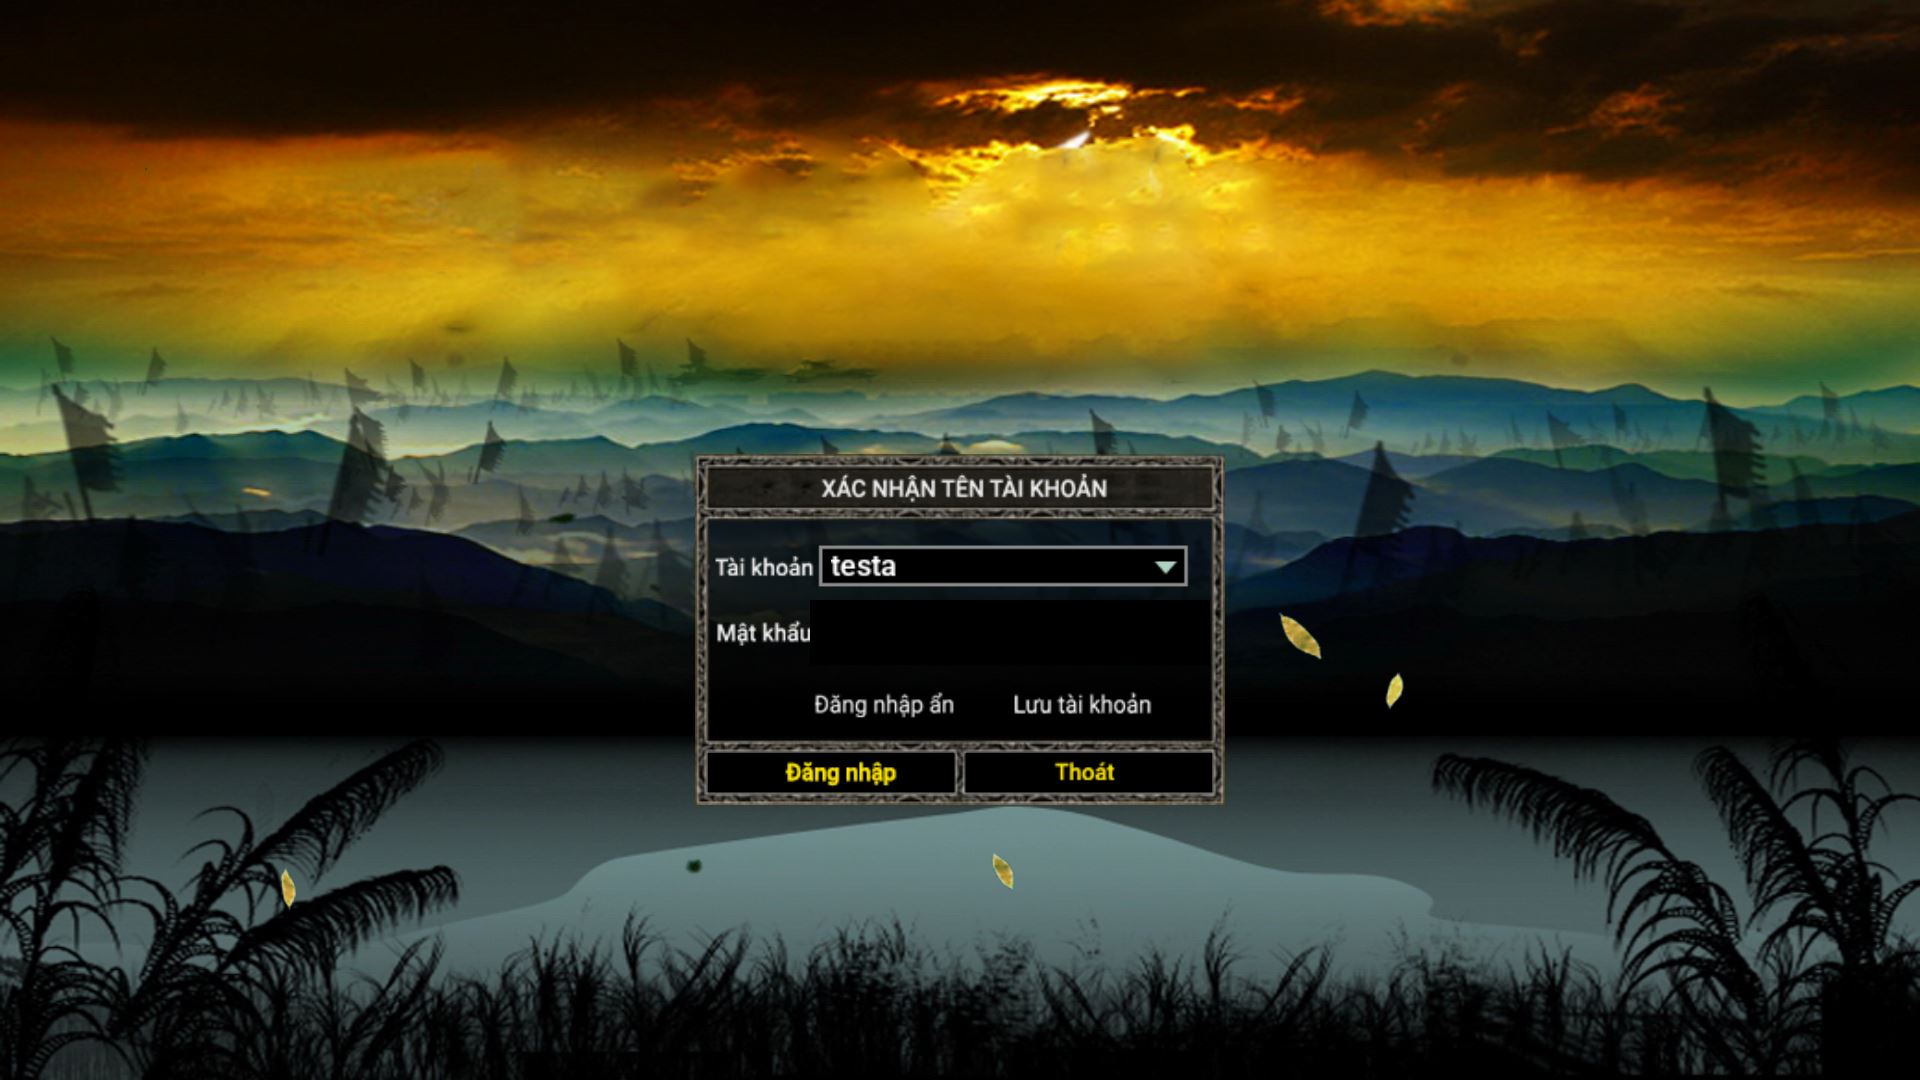 XÁC NHẬN TÊN TÀI KHOẢN
Tài khoản testa
Mật khẩu
Đăng nhập ẩn Lưu tài khoản
Đăng nhập Thoát